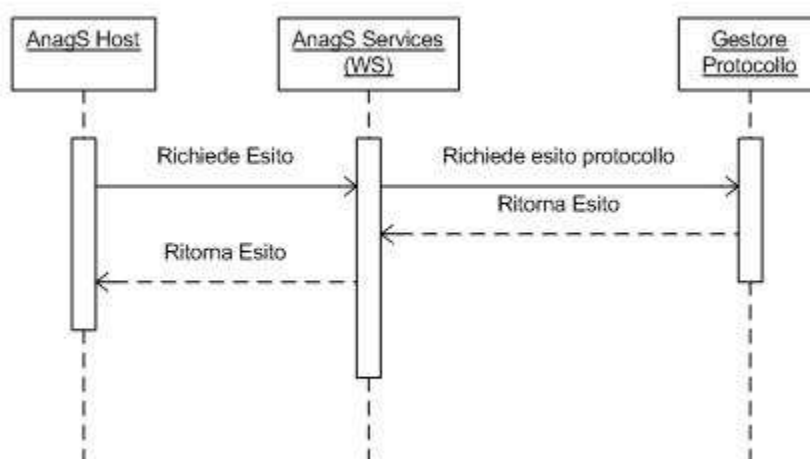 AnagS Host
AnagS Services
(WS)
Gestore
Protocollo
Richiede Esito
Richiede esito protocollo
Ritorna Esito
Ritorna Esito